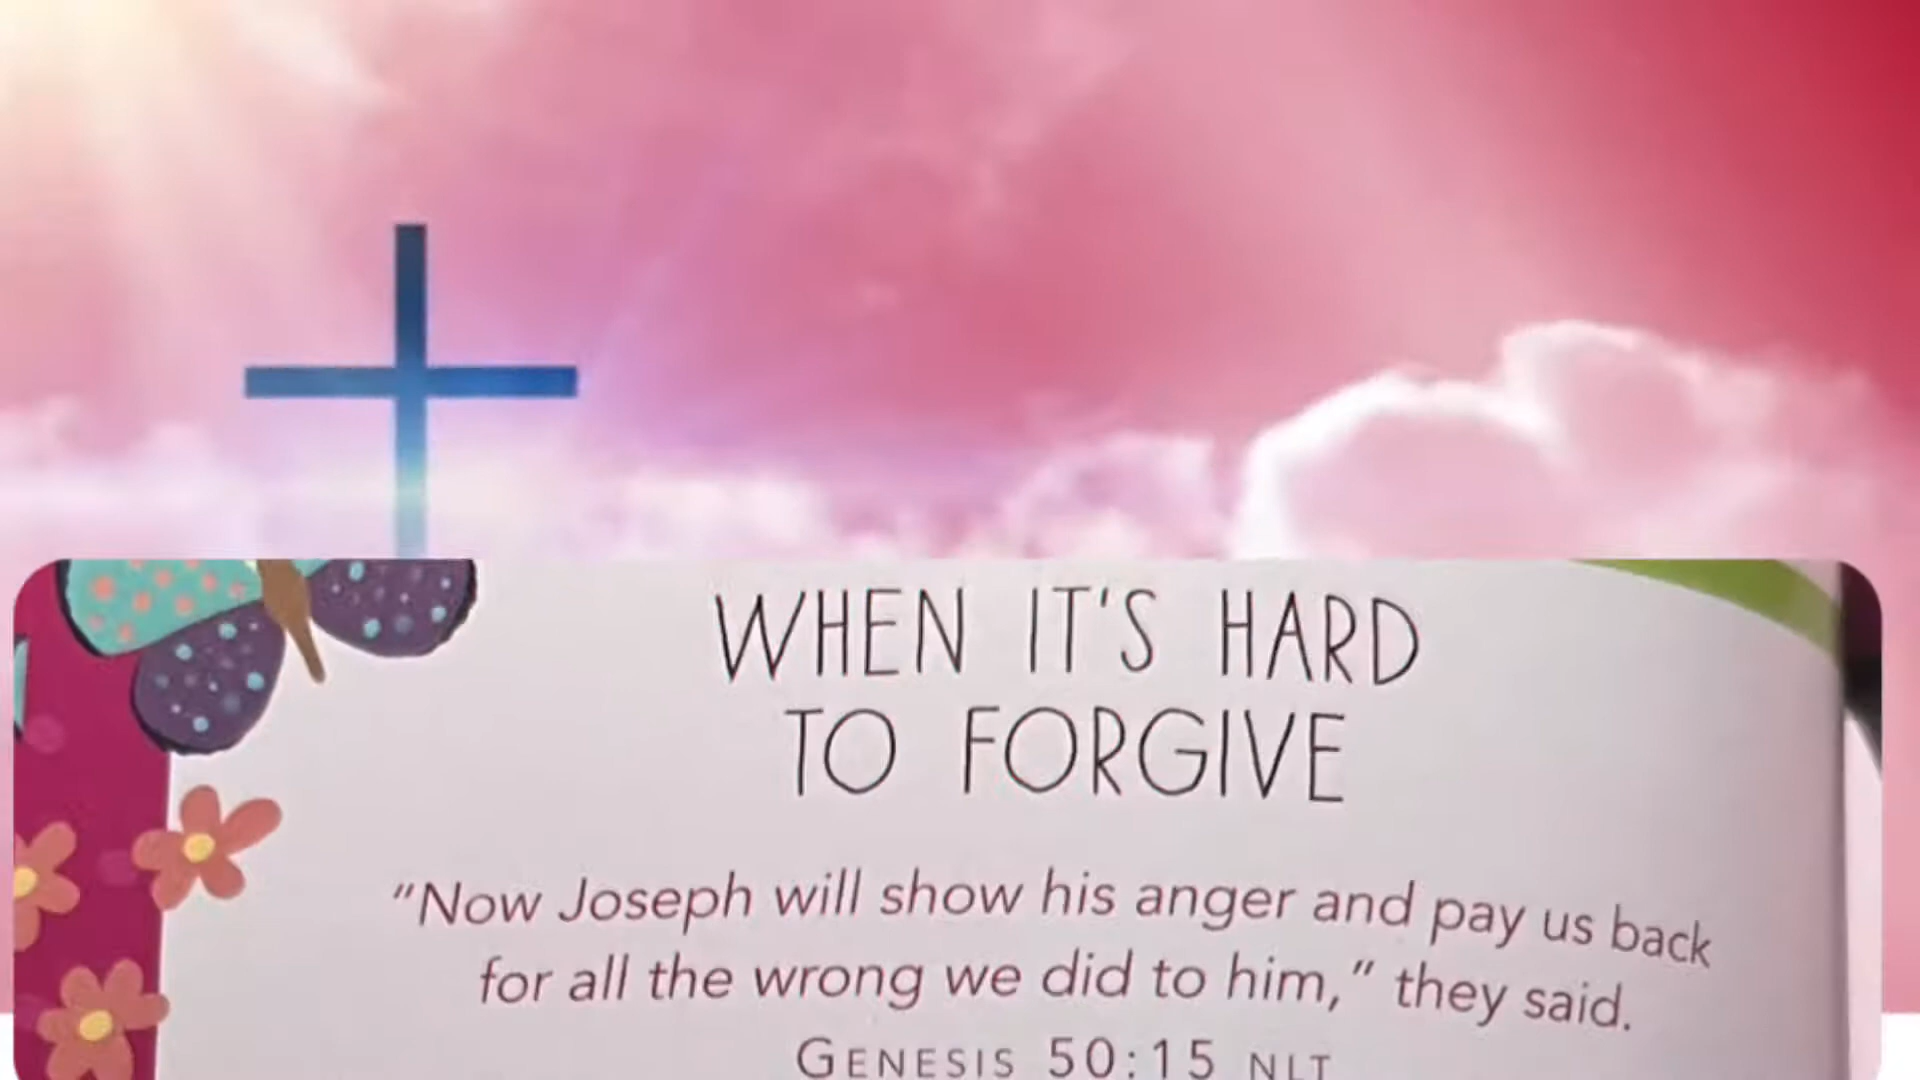 WHEN IT'S HARD
TO FORGIVE
"Now Joseph will show his anger and pay us back
for all the wrong we did to him," they said.
GENESIS 50:15 NLT